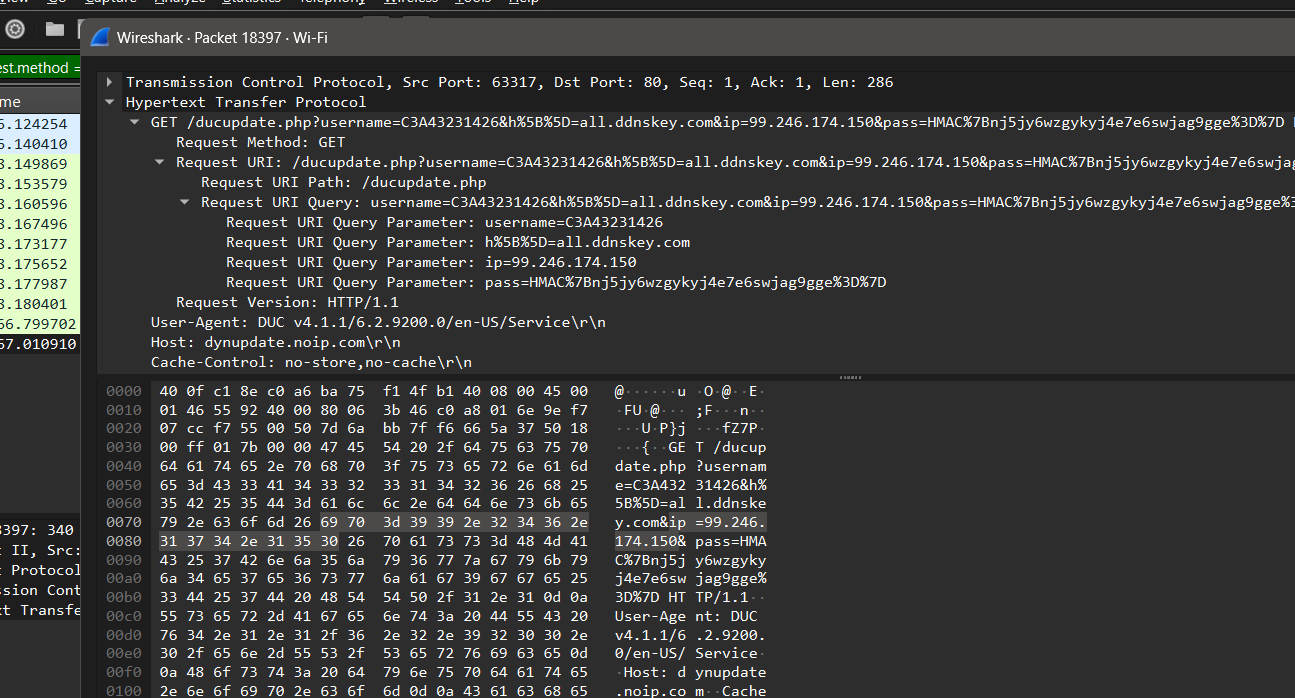 View Go Capture Analyze Statistics Telephony Wireless Tools Help
Wireshark · Packet 18397 · Wi-Fi
est.method =
me
6.124254
6.140410
3.149869
3.153579
3.160596
3.167496
3.173177
3.175652
3.177987
3.180401
56.799702
57.010910
Transmission Control Protocol, Src Port: 63317, Dst Port: 80, Seq: 1, Ack: 1, Len: 286
Hypertext Transfer Protocol
GET /ducupdate.php?username=C3A43231426&h%5B%5D=all.ddnskey.com&ip=99.246.174.150&pass=HMAC%7Bnj5jy6wzgykyj4e7e6swjag9gge%3D%7D
Request Method: GET
Request URI: /ducupdate.php?username=C3A43231426&h%5B%5D=all.ddnskey.com&ip=99.246.174.150&pass=HMAC%7Bnj5jy6wzgykyj4e7e6swjag
Request URI Path: /ducupdate.php
Request URI Query: username=C3A43231426&h%5B%5D=all.ddnskey.com&ip=99.246.174.150&pass=HMAC%7Bnj5jy6wzgykyj4e7e6swjag9gge%3
Request URI Query Parameter: username=C3A43231426
Request URI Query Parameter: h%5B%5D=all.ddnskey.com
Request URI Query Parameter: ip=99.246.174.150
Request URI Query Parameter: pass=HMAC%7Bnj5jy6wzgykyj4e7e6swjag9gge%3D%7D
Request Version: HTTP/1.1
User-Agent: DUC v4.1.1/6.2.9200.0/en-US/Service\r\n
Host: dynupdate.noip.com\r\n
Cache-Control: no-store,no-cache\r\n
0000 40 0f c1 8e c0 a6 ba 75 f1 4f b1 40 08 00 45 00 @······u ·O·@··E·
0010 01 46 55 92 40 00 80 06 3b 46 c0 a8 01 6e 9e f7 ·FU·@··· ;F···n··
0020 07 cc f7 55 00 50 7d 6a bb 7f f6 66 5a 37 50 18 ···U·P}j ···fZ7P·
0030 00 ff 01 7b 00 00 47 45 54 20 2f 64 75 63 75 70 ···{··GE T /ducup
0040 64 61 74 65 2e 70 68 70 3f 75 73 65 72 6e 61 6d date.php ?usernam
0050 65 3d 43 33 41 34 33 32 33 31 34 32 36 26 68 25 e=C3A432 31426&h%
0060 35 42 25 35 44 3d 61 6c 6c 2e 64 64 6e 73 6b 65 5B%5D=al l.ddnske
0070 79 2e 63 6f 6d 26 69 70 3d 39 39 2e 32 34 36 2e y.com&ip =99.246.
0080 31 37 34 2e 31 35 30 26 70 61 73 73 3d 48 4d 41 174.150& pass=HMA
0090 43 25 37 42 6e 6a 35 6a 79 36 77 7a 67 79 6b 79 C%7Bnj5j y6wzgyky
00a0 6a 34 65 37 65 36 73 77 6a 61 67 39 67 67 65 25 j4e7e6sw jag9gge%
00b0 33 44 25 37 44 20 48 54 54 50 2f 31 2e 31 0d 0a 3D%7D HT TP/1.1··
00c0 55 73 65 72 2d 41 67 65 6e 74 3a 20 44 55 43 20 User-Age nt: DUC
00d0 76 34 2e 31 2e 31 2f 36 2e 32 2e 39 32 30 30 2e v4.1.1/6 .2.9200.
00e0 30 2f 65 6e 2d 55 53 2f 53 65 72 76 69 63 65 0d 0/en-US/ Service·
00f0 0a 48 6f 73 74 3a 20 64 79 6e 75 70 64 61 74 65 ·Host: d ynupdate
0100 2e 6e 6f 69 70 2e 63 6f 6d 0d 0a 43 61 63 68 65 .noip.co m··Cache
8397: 340
t II, Src:
t Protocol
ssion Cont
xt Transfe